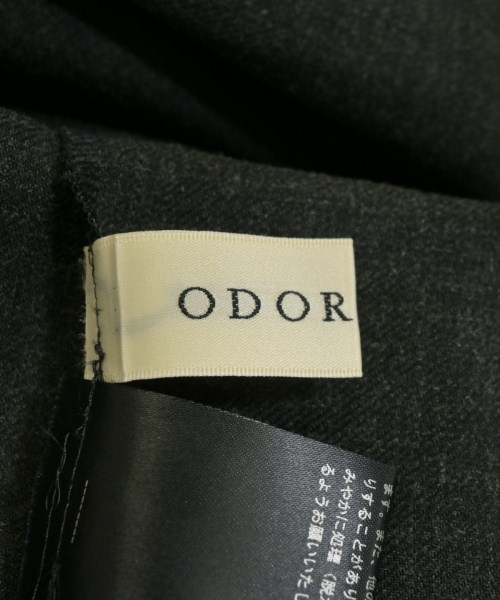 ODOR
ます。また、他の
りすることがあり
みやかに処理（脱
るようお願いいたし